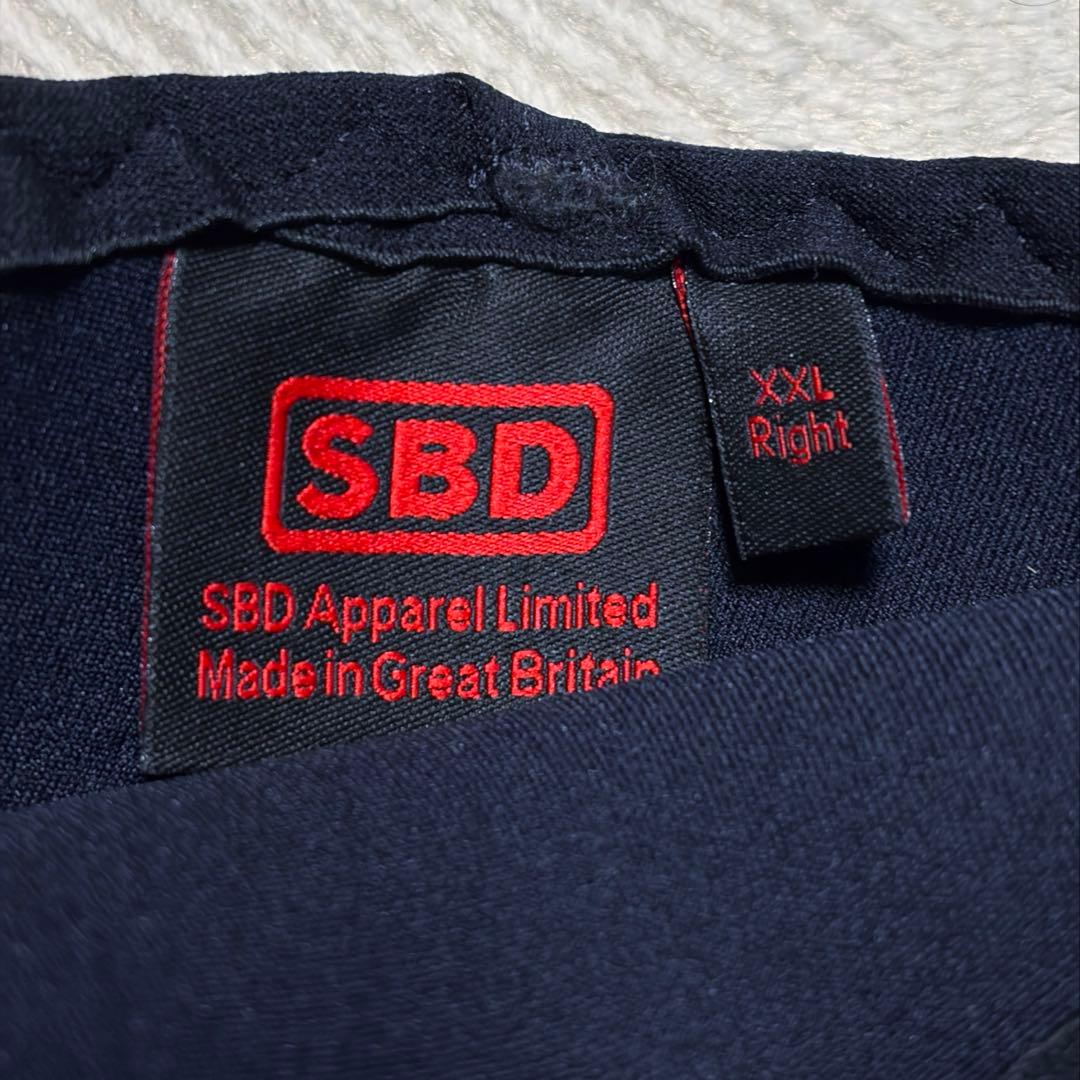 SBD
SBD Apparel Limited
Made in Great Britain
XXL
Right